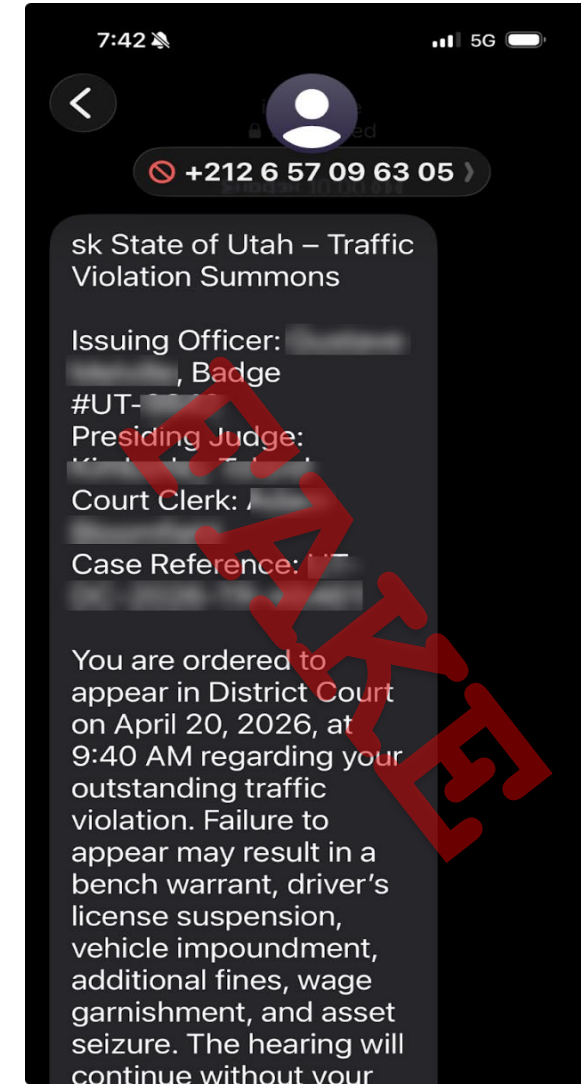 7:42
5G
+212 6 57 09 63 05
sk State of Utah – Traffic
Violation Summons
Issuing Officer:
, Badge
#UT-
Presiding Judge:
Court Clerk:
Case Reference:
You are ordered to
appear in District Court
on April 20, 2026, at
9:40 AM regarding your
outstanding traffic
violation. Failure to
appear may result in a
bench warrant, driver’s
license suspension,
vehicle impoundment,
additional fines, wage
garnishment, and asset
seizure. The hearing will
continue without your
FAKE